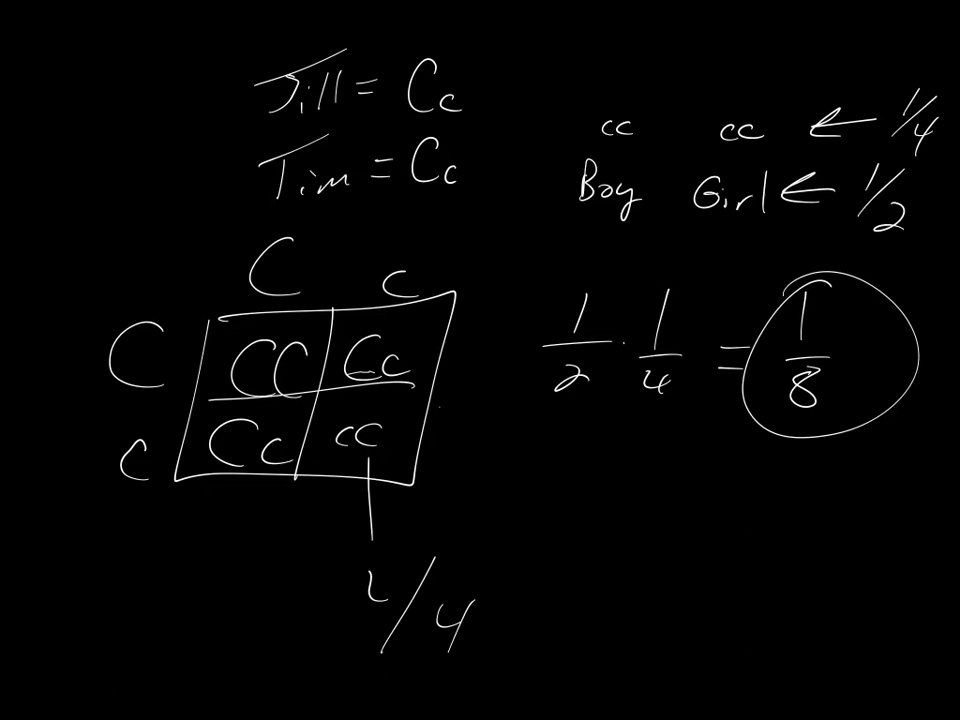 Jill = Cc
Tim = Cc
cc cc ← 1/4
Boy Girl ← 1/2
C c
C CC Cc
c Cc cc
1/2 · 1/4 = 1/8
/4